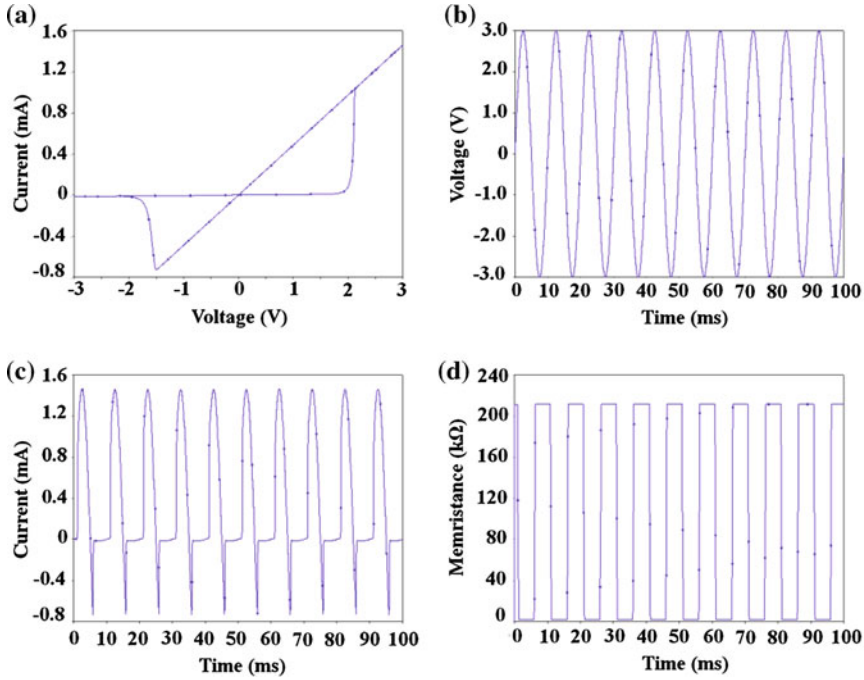 (a)
1.6
1.2
0.8
0.4
0
-0.4
-0.8
Current (mA)
-3 -2 -1 0 1 2 3
Voltage (V)
(b)
3.0
2.0
1.0
0
-1.0
-2.0
-3.0
Voltage (V)
0 10 20 30 40 50 60 70 80 90 100
Time (ms)
(c)
1.6
1.2
0.8
0.4
0
-0.4
-0.8
Current (mA)
0 10 20 30 40 50 60 70 80 90 100
Time (ms)
(d)
240
200
160
120
80
40
0
Memristance (kΩ)
0 10 20 30 40 50 60 70 80 90 100
Time (ms)